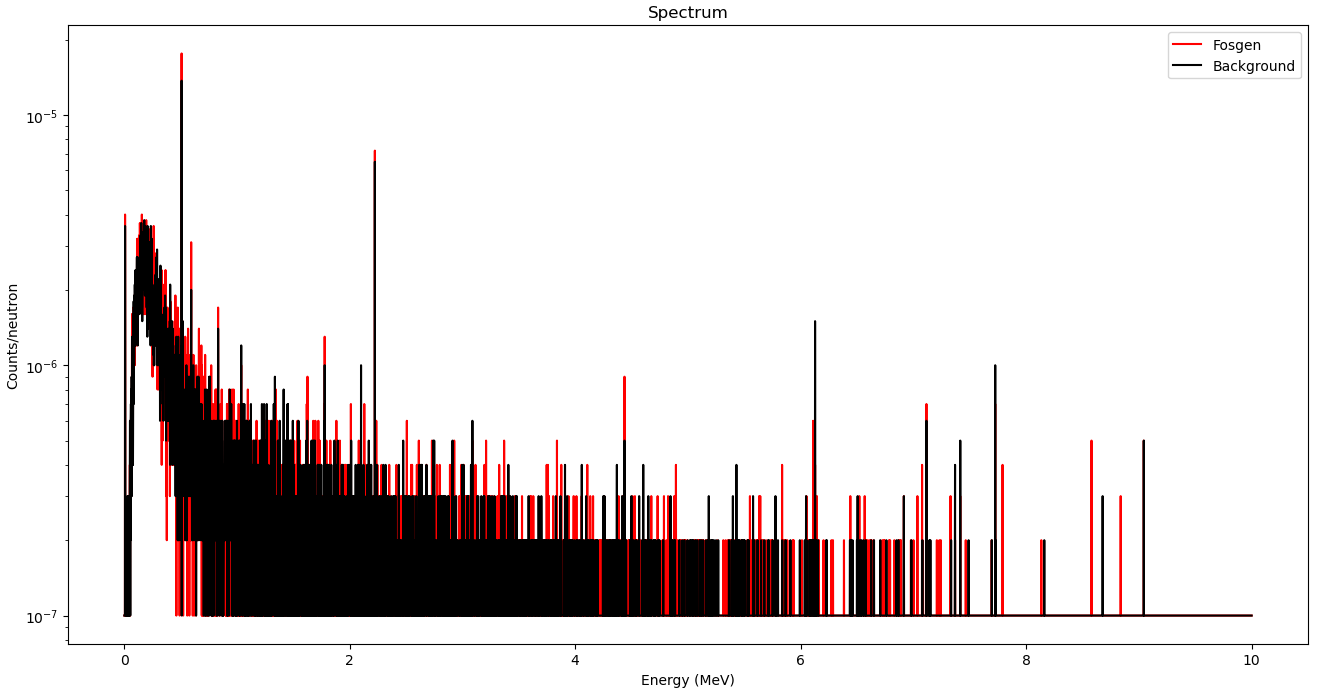 Spectrum
Fosgen
Background
Counts/neutron
10⁻⁵
10⁻⁶
10⁻⁷
0 2 4 6 8 10
Energy (MeV)